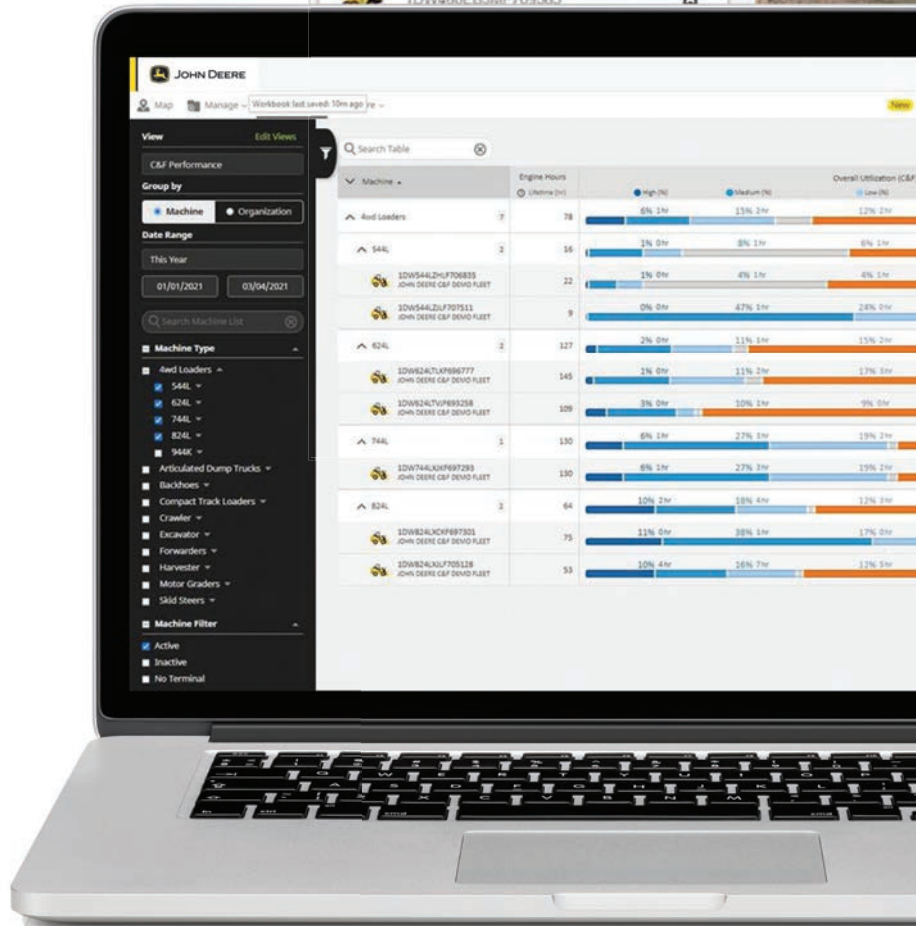 JOHN DEERE
Map
Manage
Workbook last saved: 10m ago
New
View
Edit Views
C&F Performance
Group by
Machine
Organization
Date Range
This Year
01/01/2021
03/04/2021
Search Machine List
Machine Type
4wd Loaders
544L
624L
744L
824L
944K
Articulated Dump Trucks
Backhoes
Compact Track Loaders
Crawler
Excavator
Forwarders
Harvester
Motor Graders
Skid Steers
Machine Filter
Active
Inactive
No Terminal
Search Table
Machine
Engine Hours
Lifetime (hr)
Overall Utilization (C&F
High (%)
Medium (%)
Low (%)
4wd Loaders 7 78 6% 1hr 15% 2hr 12% 2hr
544L 2 16 1% 0hr 8% 1hr 6% 1hr
JOHN DEERE C&F DEMO FLEET
22 1% 0hr 4% 1hr 4% 1hr
JOHN DEERE C&F DEMO FLEET
9 0% 0hr 47% 1hr 24% 0hr
624L 2 127 2% 0hr 11% 1hr 15% 2hr
JOHN DEERE C&F DEMO FLEET
145 1% 0hr 11% 2hr 17%
JOHN DEERE C&F DEMO FLEET
109 3% 0hr 10% 1hr 9% 0hr
744L 1 130 6% 1hr 27% 3hr 19% 2hr
1DW744LXJXF697293
JOHN DEERE C&F DEMO FLEET
130 6% 1hr 27% 3hr 19% 2hr
824L 2 64 10% 2hr 18% 4hr 12% 3hr
1DW824LXCXF697301
JOHN DEERE C&F DEMO FLEET
75 11% 0hr 38% 1hr 17% 0hr
JOHN DEERE C&F DEMO FLEET
53 10% 4hr 16% 7hr 12% 5hr